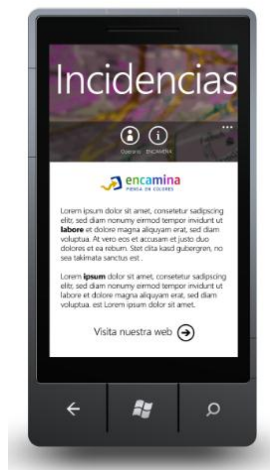 Incidencias
Operario ENCAMINA
encamina
PIENSA EN COLORES
Lorem ipsum dolor sit amet, consetetur sadipscing
elitr, sed diam nonumy eirmod tempor invidunt ut
labore et dolore magna aliquyam erat, sed diam
voluptua. At vero eos et accusam et justo duo
dolores et ea rebum. Stet clita kasd gubergren, no
sea takimata sanctus est .
Lorem ipsum dolor sit amet, consetetur sadipscing
elitr, sed diam nonumy eirmod tempor invidunt ut
labore et dolore magna aliquyam erat, sed diam
voluptua. est Lorem ipsum dolor sit amet.
Visita nuestra web